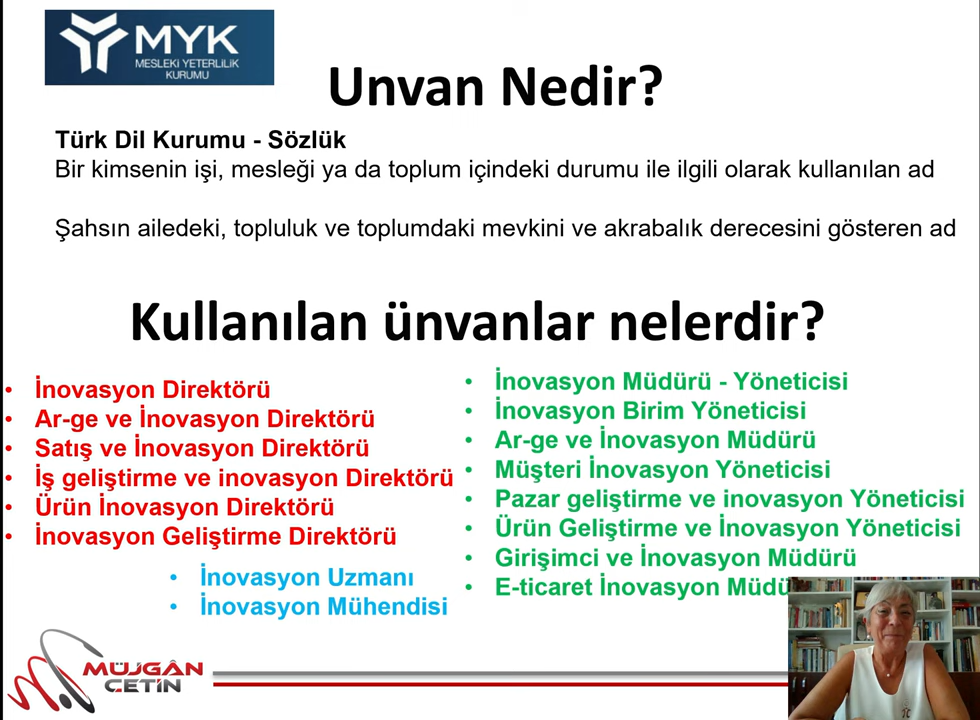 MYK
MESLEKİ YETERLİLİK
KURUMU
Unvan Nedir?
Türk Dil Kurumu - Sözlük
Bir kimsenin işi, mesleği ya da toplum içindeki durumu ile ilgili olarak kullanılan ad
Şahsın ailedeki, topluluk ve toplumdaki mevkini ve akrabalık derecesini gösteren ad
Kullanılan ünvanlar nelerdir?
• İnovasyon Direktörü
• Ar-ge ve İnovasyon Direktörü
• Satış ve İnovasyon Direktörü
• İş geliştirme ve inovasyon Direktörü
• Ürün İnovasyon Direktörü
• İnovasyon Geliştirme Direktörü
• İnovasyon Uzmanı
• İnovasyon Mühendisi
• İnovasyon Müdürü - Yöneticisi
• İnovasyon Birim Yöneticisi
• Ar-ge ve İnovasyon Müdürü
• Müşteri İnovasyon Yöneticisi
• Pazar geliştirme ve inovasyon Yöneticisi
• Ürün Geliştirme ve İnovasyon Yöneticisi
• Girişimci ve İnovasyon Müdürü
• E-ticaret İnovasyon
MÜJGÂN
ÇETİN